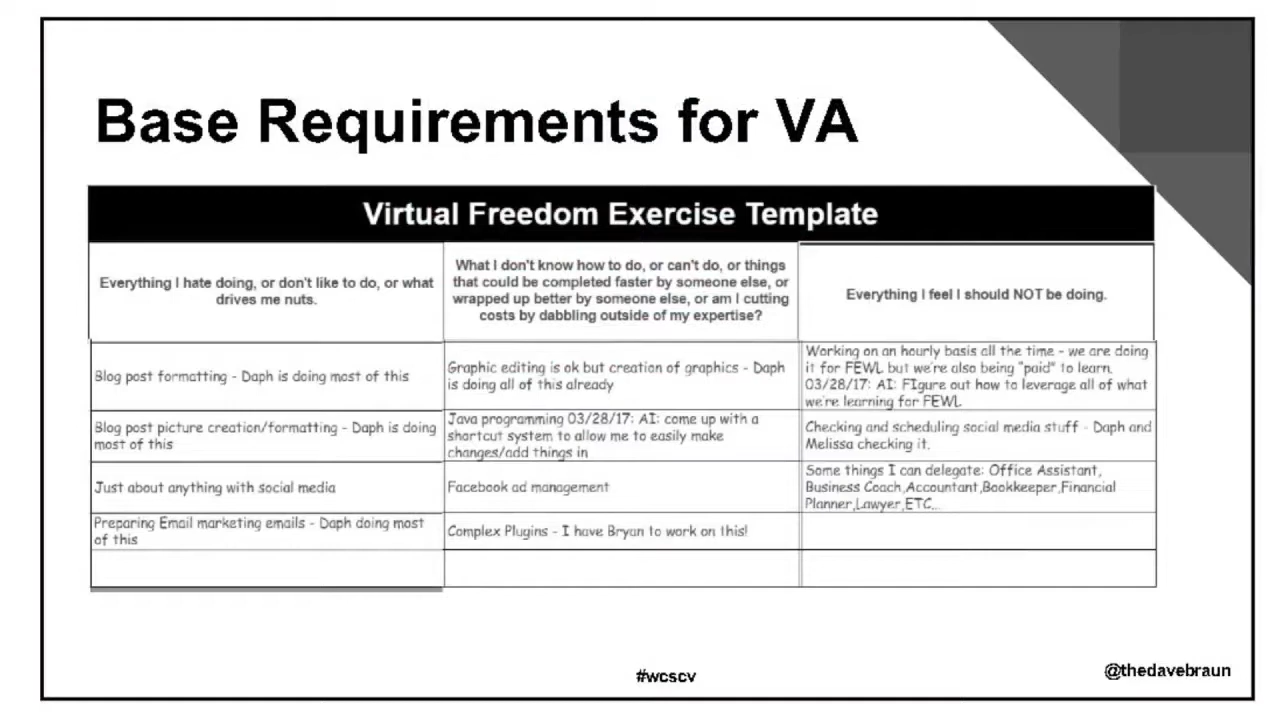 Base Requirements for VA
Virtual Freedom Exercise Template
Everything I hate doing, or don't like to do, or what
drives me nuts.
What I don't know how to do, or can't do, or things
that could be completed faster by someone else, or
wrapped up better by someone else, or am I cutting
costs by dabbling outside of my expertise?
Everything I feel I should NOT be doing.
Blog post formatting - Daph is doing most of this
Graphic editing is ok but creation of graphics - Daph
is doing all of this already
Working on an hourly basis all the time - we are doing
it for FEWL but we're also being "paid" to learn.
03/28/17: AI: FIgure out how to leverage all of what
we're learning for FEWL
Blog post picture creation/formatting - Daph is doing
most of this
Java programming 03/28/17: AI: come up with a
shortcut system to allow me to easily make
changes/add things in
Checking and scheduling social media stuff - Daph and
Melissa checking it.
Just about anything with social media
Facebook ad management
Some things I can delegate: Office Assistant,
Business Coach,Accountant,Bookkeeper,Financial
Planner,Lawyer,ETC...
Preparing Email marketing emails - Daph doing most
of this
Complex Plugins - I have Bryan to work on this!
#wcscv
@thedavebraun